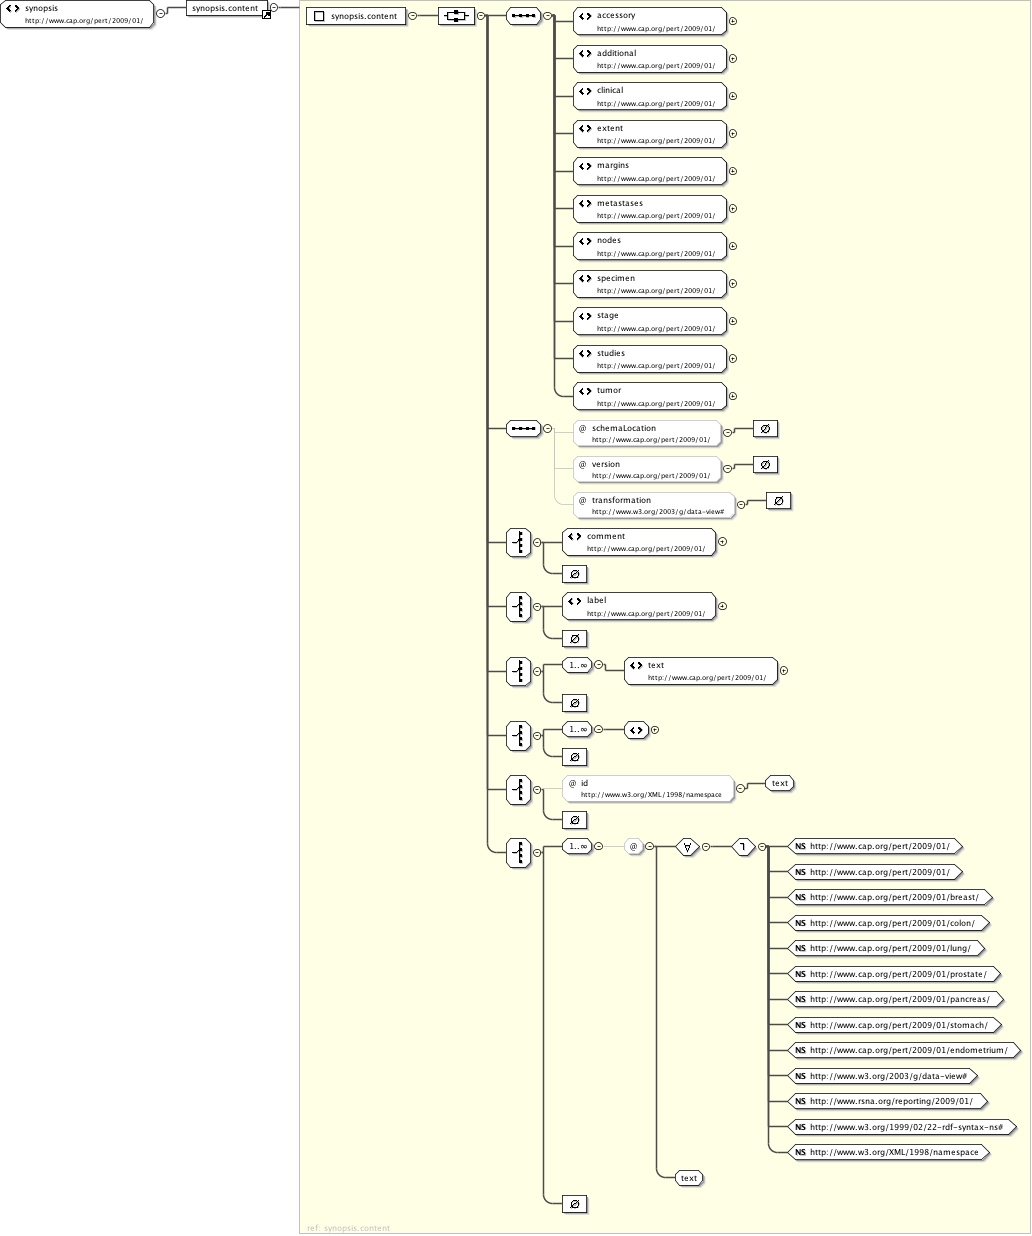 synopsis
http://www.cap.org/pert/2009/01/
synopsis.content
synopsis.content
accessory
http://www.cap.org/pert/2009/01/
additional
http://www.cap.org/pert/2009/01/
clinical
http://www.cap.org/pert/2009/01/
extent
http://www.cap.org/pert/2009/01/
margins
http://www.cap.org/pert/2009/01/
metastases
http://www.cap.org/pert/2009/01/
nodes
http://www.cap.org/pert/2009/01/
specimen
http://www.cap.org/pert/2009/01/
stage
http://www.cap.org/pert/2009/01/
studies
http://www.cap.org/pert/2009/01/
tumor
http://www.cap.org/pert/2009/01/
@ schemaLocation
http://www.cap.org/pert/2009/01/
Ø
@ version
http://www.cap.org/pert/2009/01/
Ø
@ transformation
http://www.w3.org/2003/g/data-view#
Ø
comment
http://www.cap.org/pert/2009/01/
Ø
label
http://www.cap.org/pert/2009/01/
Ø
1..∞
text
http://www.cap.org/pert/2009/01/
Ø
1..∞
Ø
@ id
http://www.w3.org/XML/1998/namespace
text
Ø
1..∞
@
∀
NS http://www.cap.org/pert/2009/01/
NS http://www.cap.org/pert/2009/01/
NS http://www.cap.org/pert/2009/01/breast/
NS http://www.cap.org/pert/2009/01/colon/
NS http://www.cap.org/pert/2009/01/lung/
NS http://www.cap.org/pert/2009/01/prostate/
NS http://www.cap.org/pert/2009/01/pancreas/
NS http://www.cap.org/pert/2009/01/stomach/
NS http://www.cap.org/pert/2009/01/endometrium/
NS http://www.w3.org/2003/g/data-view#
NS http://www.rsna.org/reporting/2009/01/
NS http://www.w3.org/1999/02/22-rdf-syntax-ns#
NS http://www.w3.org/XML/1998/namespace
text
Ø
ref: synopsis.content